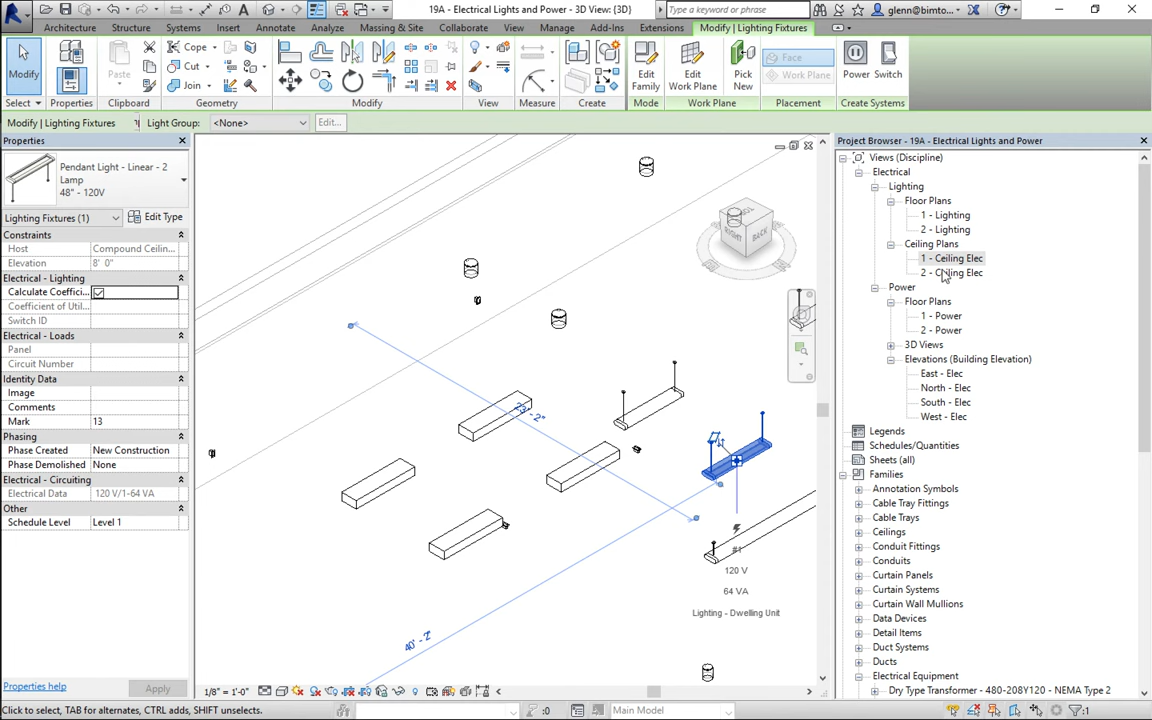 19A - Electrical Lights and Power - 3D View: {3D}
Type a keyword or phrase
glenn@bimto...
Architecture Structure Systems Insert Annotate Analyze Massing & Site Collaborate View Manage Add-Ins Extensions Modify | Lighting Fixtures
Modify
Paste
Cope
Cut
Join
Edit Family
Edit Work Plane
Pick New
Face
Work Plane
Power
Switch
Select Properties Clipboard Geometry Modify View Measure Create Mode Work Plane Placement Create Systems
Modify | Lighting Fixtures Light Group: <None> Edit...
Properties
Pendant Light - Linear - 2 Lamp
48" - 120V
Lighting Fixtures (1) Edit Type
Constraints
Host Compound Ceilin...
Elevation 8' 0"
Electrical - Lighting
Calculate Coeffici...
Coefficient of Util...
Switch ID
Electrical - Loads
Panel
Circuit Number
Identity Data
Image
Comments
Mark 13
Phasing
Phase Created New Construction
Phase Demolished None
Electrical - Circuiting
Electrical Data 120 V/1-64 VA
Other
Schedule Level Level 1
Properties help Apply
RIGHT
BACK
23' - 2"
40' - 2"
#1
120 V
64 VA
Lighting - Dwelling Unit
1/8" = 1'-0"
Project Browser - 19A - Electrical Lights and Power
Views (Discipline)
Electrical
Lighting
Floor Plans
1 - Lighting
2 - Lighting
Ceiling Plans
1 - Ceiling Elec
2 - Ceiling Elec
Power
Floor Plans
1 - Power
2 - Power
3D Views
Elevations (Building Elevation)
East - Elec
North - Elec
South - Elec
West - Elec
Legends
Schedules/Quantities
Sheets (all)
Families
Annotation Symbols
Cable Tray Fittings
Cable Trays
Ceilings
Conduit Fittings
Conduits
Curtain Panels
Curtain Systems
Curtain Wall Mullions
Data Devices
Detail Items
Duct Systems
Ducts
Electrical Equipment
Dry Type Transformer - 480-208Y120 - NEMA Type 2
Click to select, TAB for alternates, CTRL adds, SHIFT unselects.
:0
Main Model
:1